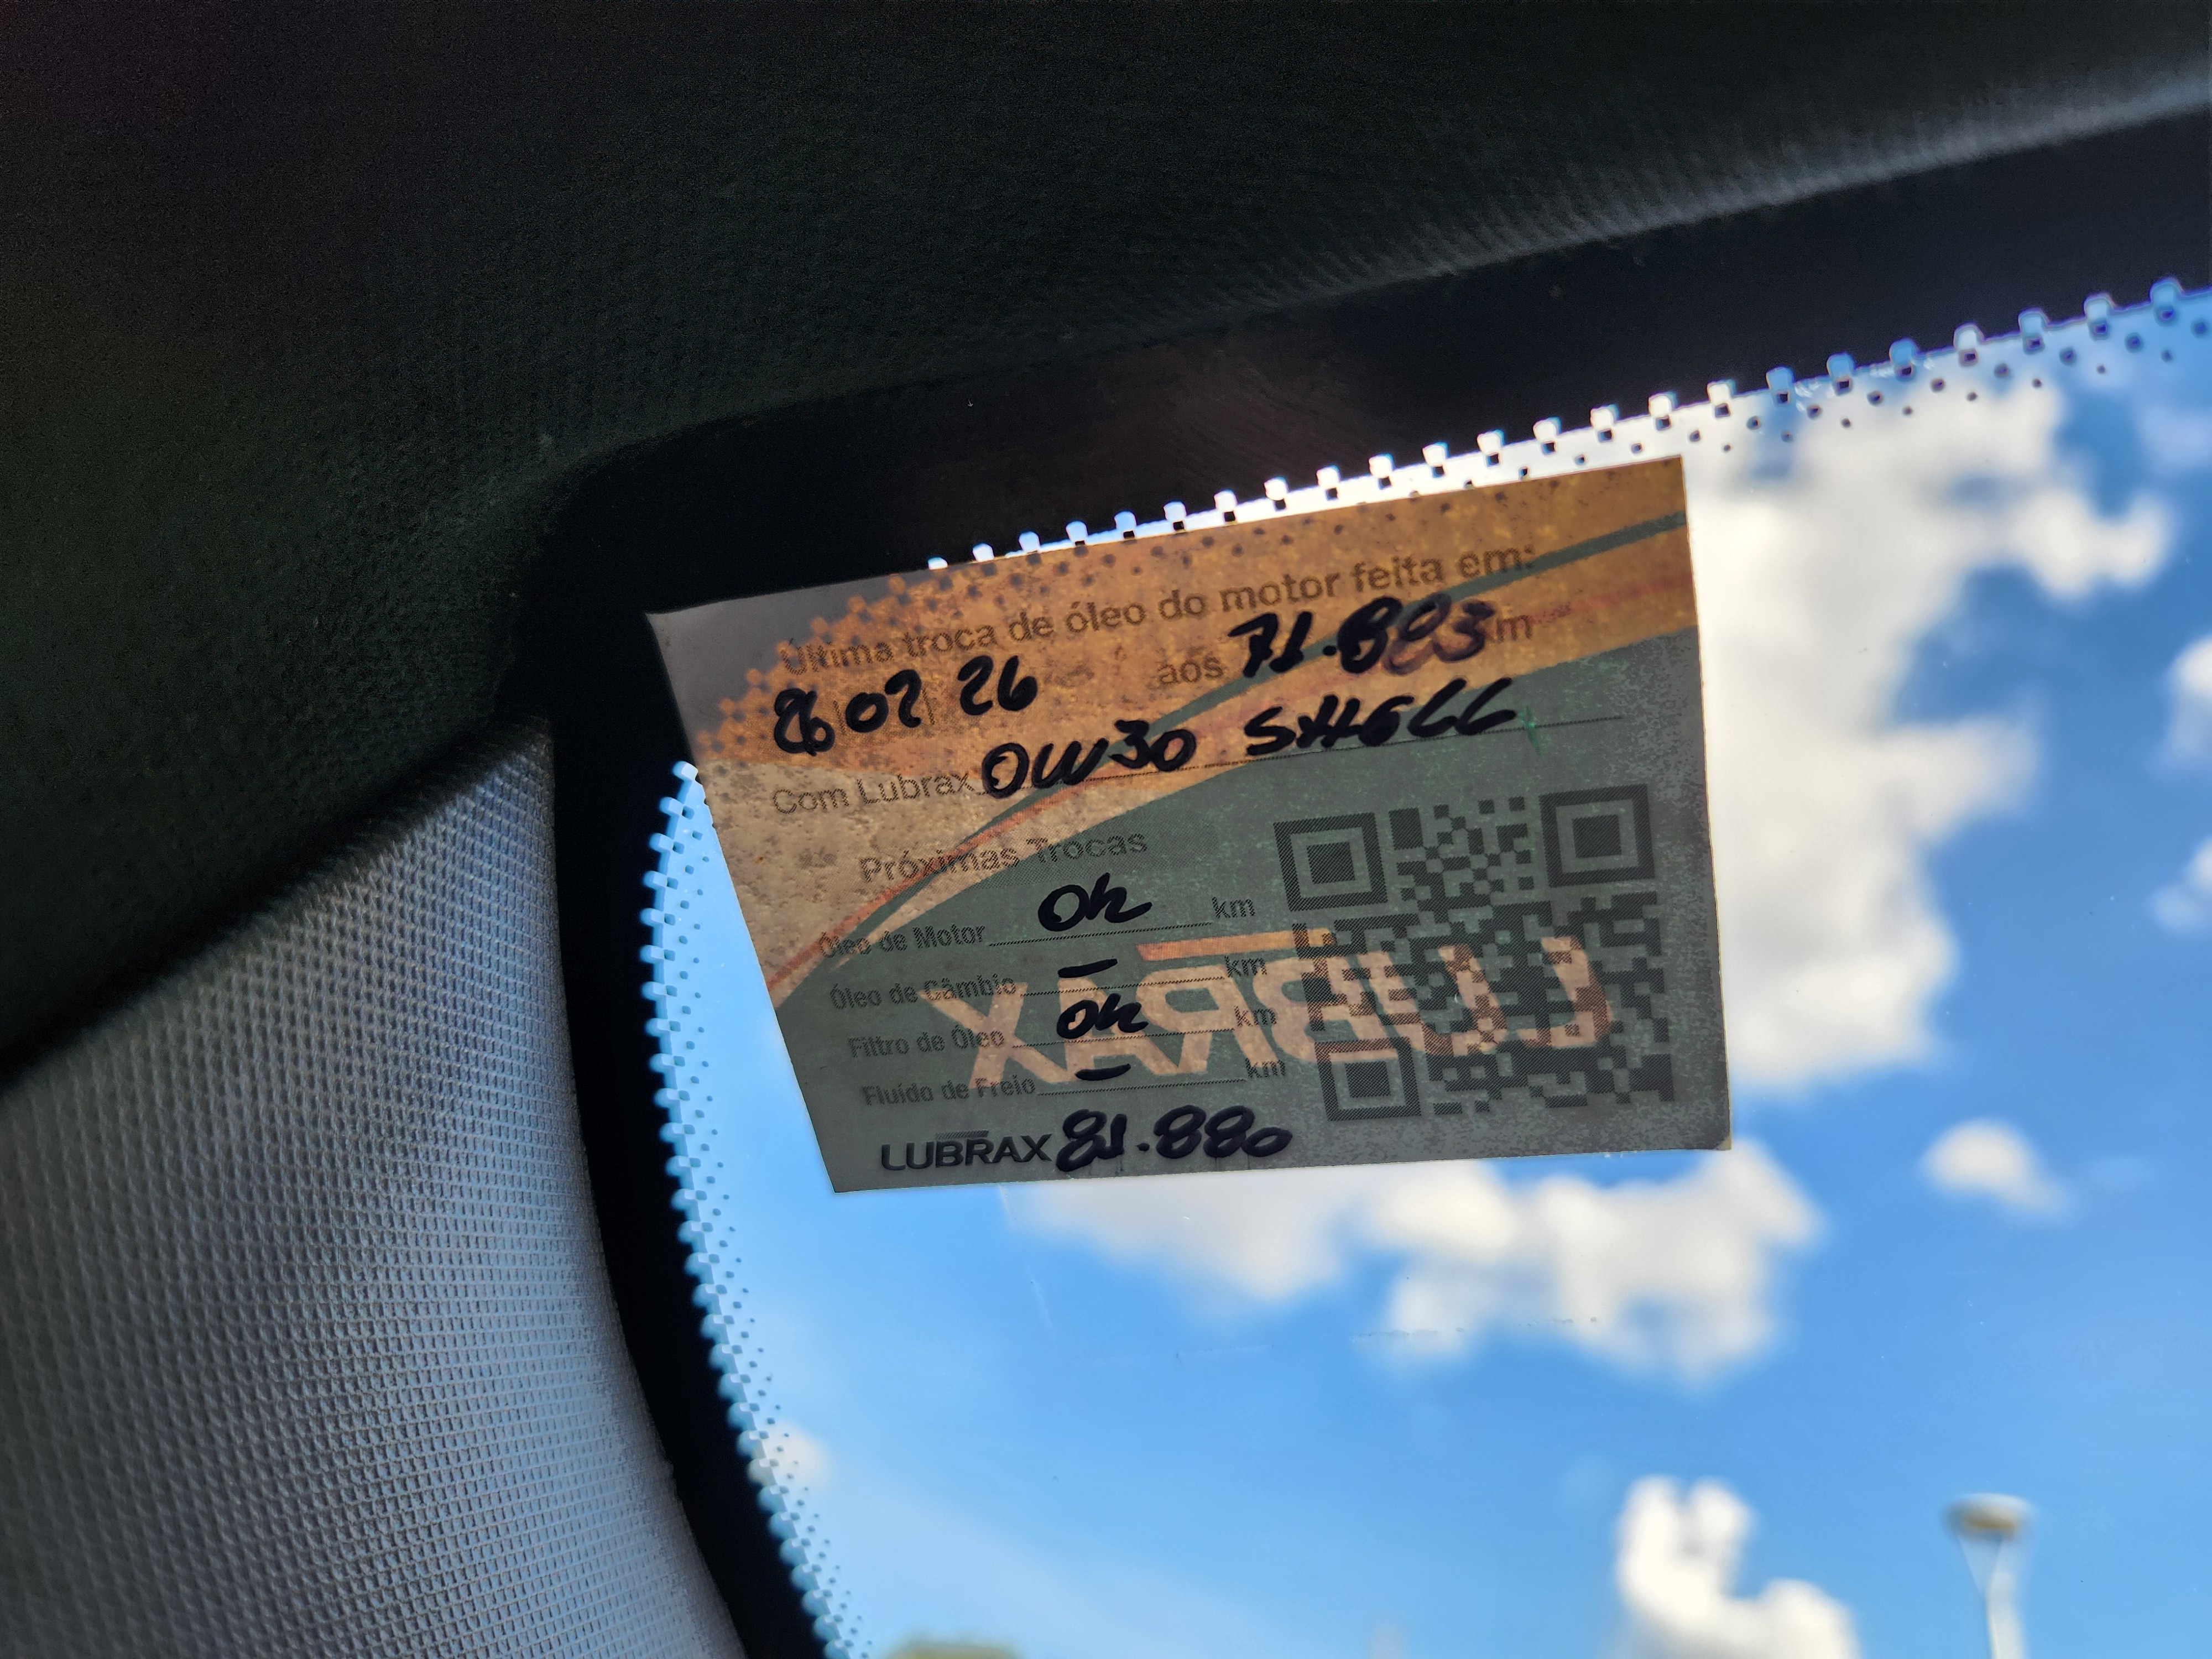 Última troca de óleo do motor feita em:
02 26 aos 71.883 km
Com Lubrax 0W30 SHELL
Próximas Trocas
Óleo de Motor Ok km
Óleo de Câmbio — km
Filtro de Óleo Ok km
Fluído de Freio — km
LUBRAX 81.880
LUBRAX